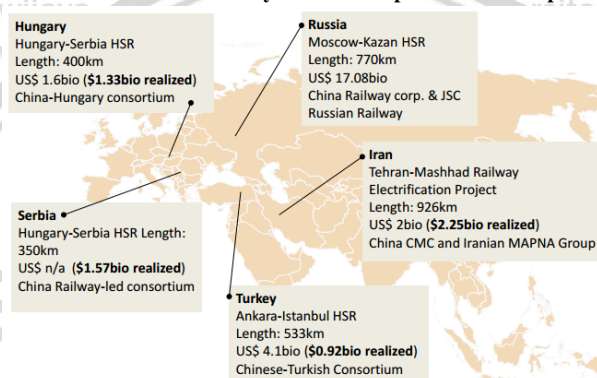 Hungary
Hungary-Serbia HSR
Length: 400km
US$ 1.6bio ($1.33bio realized)
China-Hungary consortium
Russia
Moscow-Kazan HSR
Length: 770km
US$ 17.08bio
China Railway corp. & JSC
Russian Railway
Iran
Tehran-Mashhad Railway
Electrification Project
Length: 926km
US$ 2bio ($2.25bio realized)
China CMC and Iranian MAPNA Group
Serbia
Hungary-Serbia HSR Length:
350km
US$ n/a ($1.57bio realized)
China Railway-led consortium
Turkey
Ankara-Istanbul HSR
Length: 533km
US$ 4.1bio ($0.92bio realized)
Chinese-Turkish Consortium